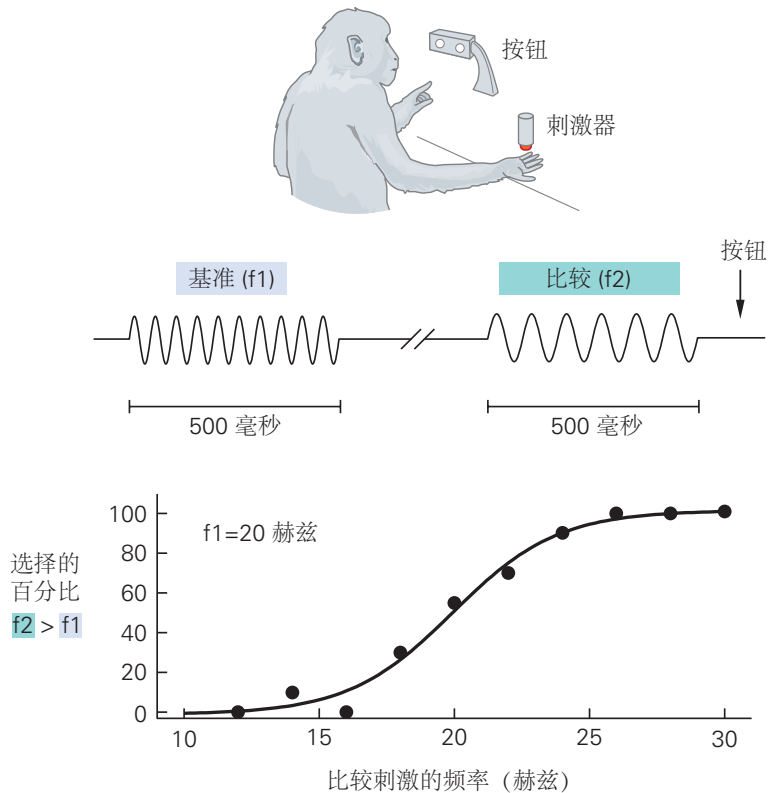 按钮
刺激器
按钮
基准 (f1)
比较 (f2)
500 毫秒
500 毫秒
f1=20 赫兹
选择的
百分比
f2 > f1
100
80
60
40
20
0
10
15
20
25
30
比较刺激的频率（赫兹）